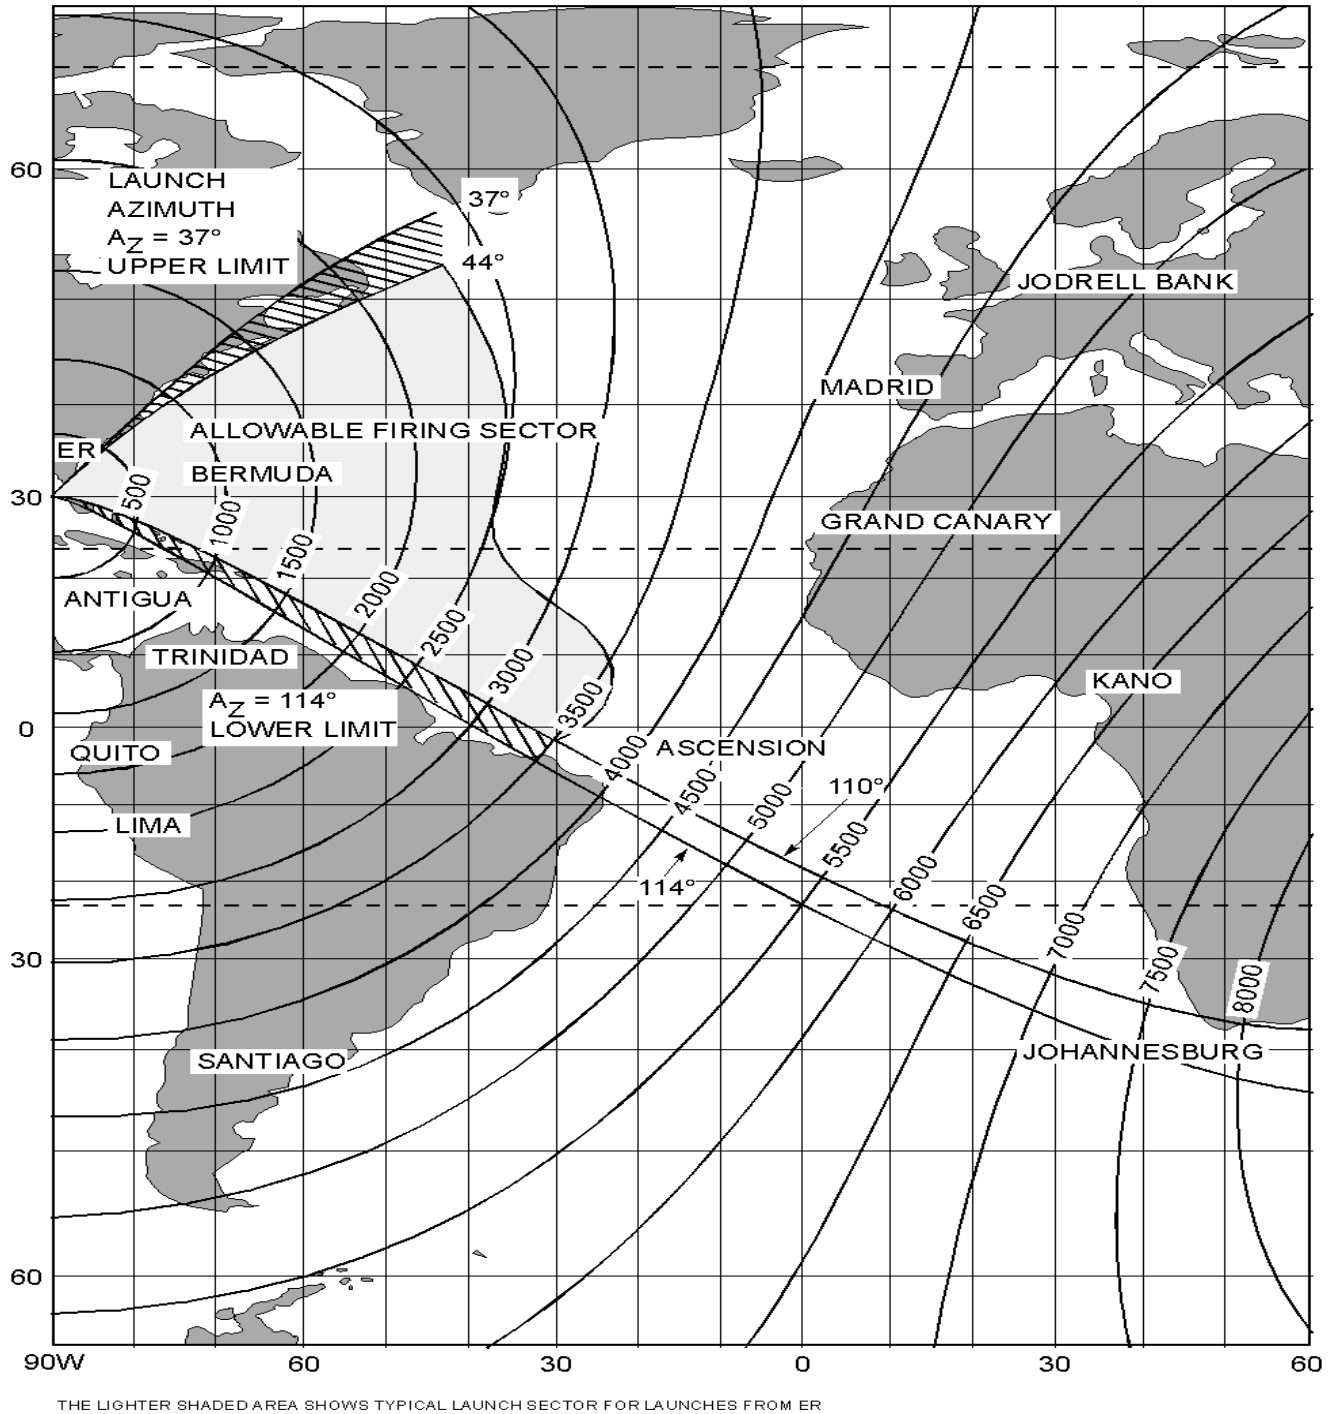 60
LAUNCH
AZIMUTH
AZ = 37°
UPPER LIMIT
37°
44°
JODRELL BANK
MADRID
ALLOWABLE FIRING SECTOR
ER
BERMUDA
30
500
1000
1500
2000
2500
3000
3500
4000
4500
5000
5500
6000
6500
7000
7500
8000
GRAND CANARY
ANTIGUA
TRINIDAD
KANO
AZ = 114°
LOWER LIMIT
0
QUITO
ASCENSION
110°
LIMA
114°
30
SANTIAGO
JOHANNESBURG
60
90W 60 30 0 30 60
THE LIGHTER SHADED AREA SHOWS TYPICAL LAUNCH SECTOR FOR LAUNCHES FROM ER